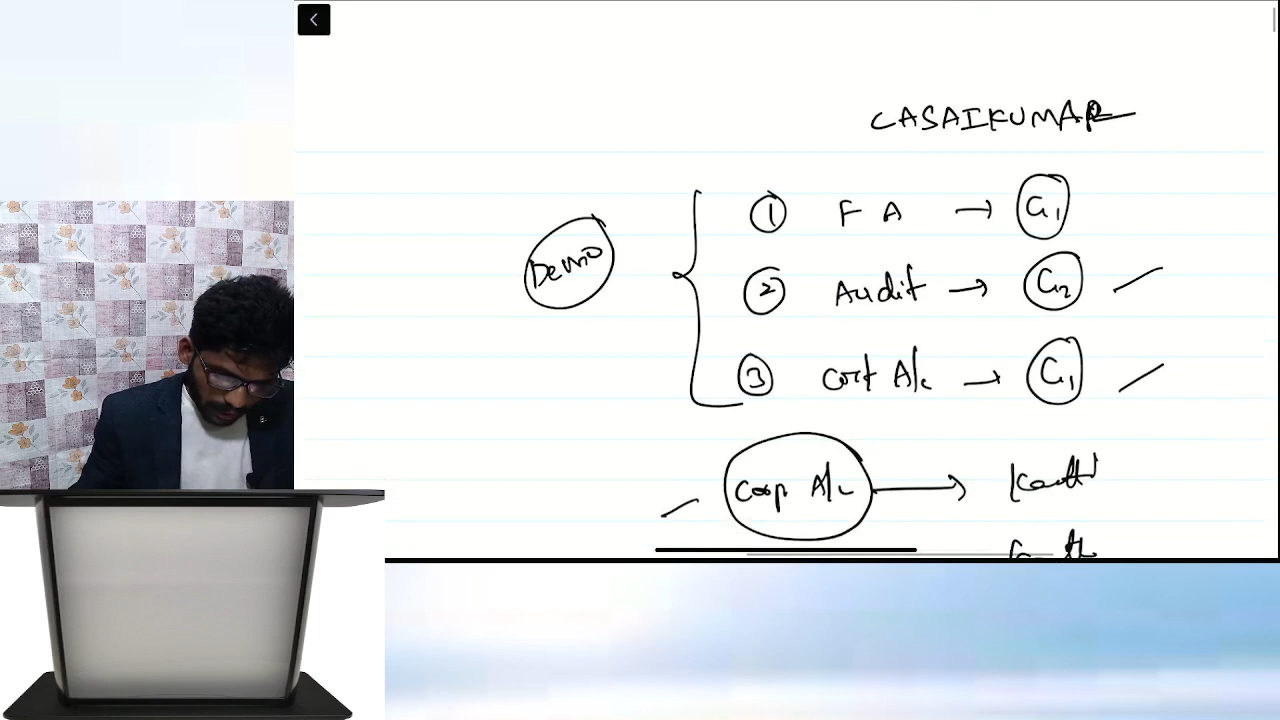 CASAIKUMAR
Demo
1 F A → G1
2 Audit → G2
3 Cost A/c → G1
Corp A/c →